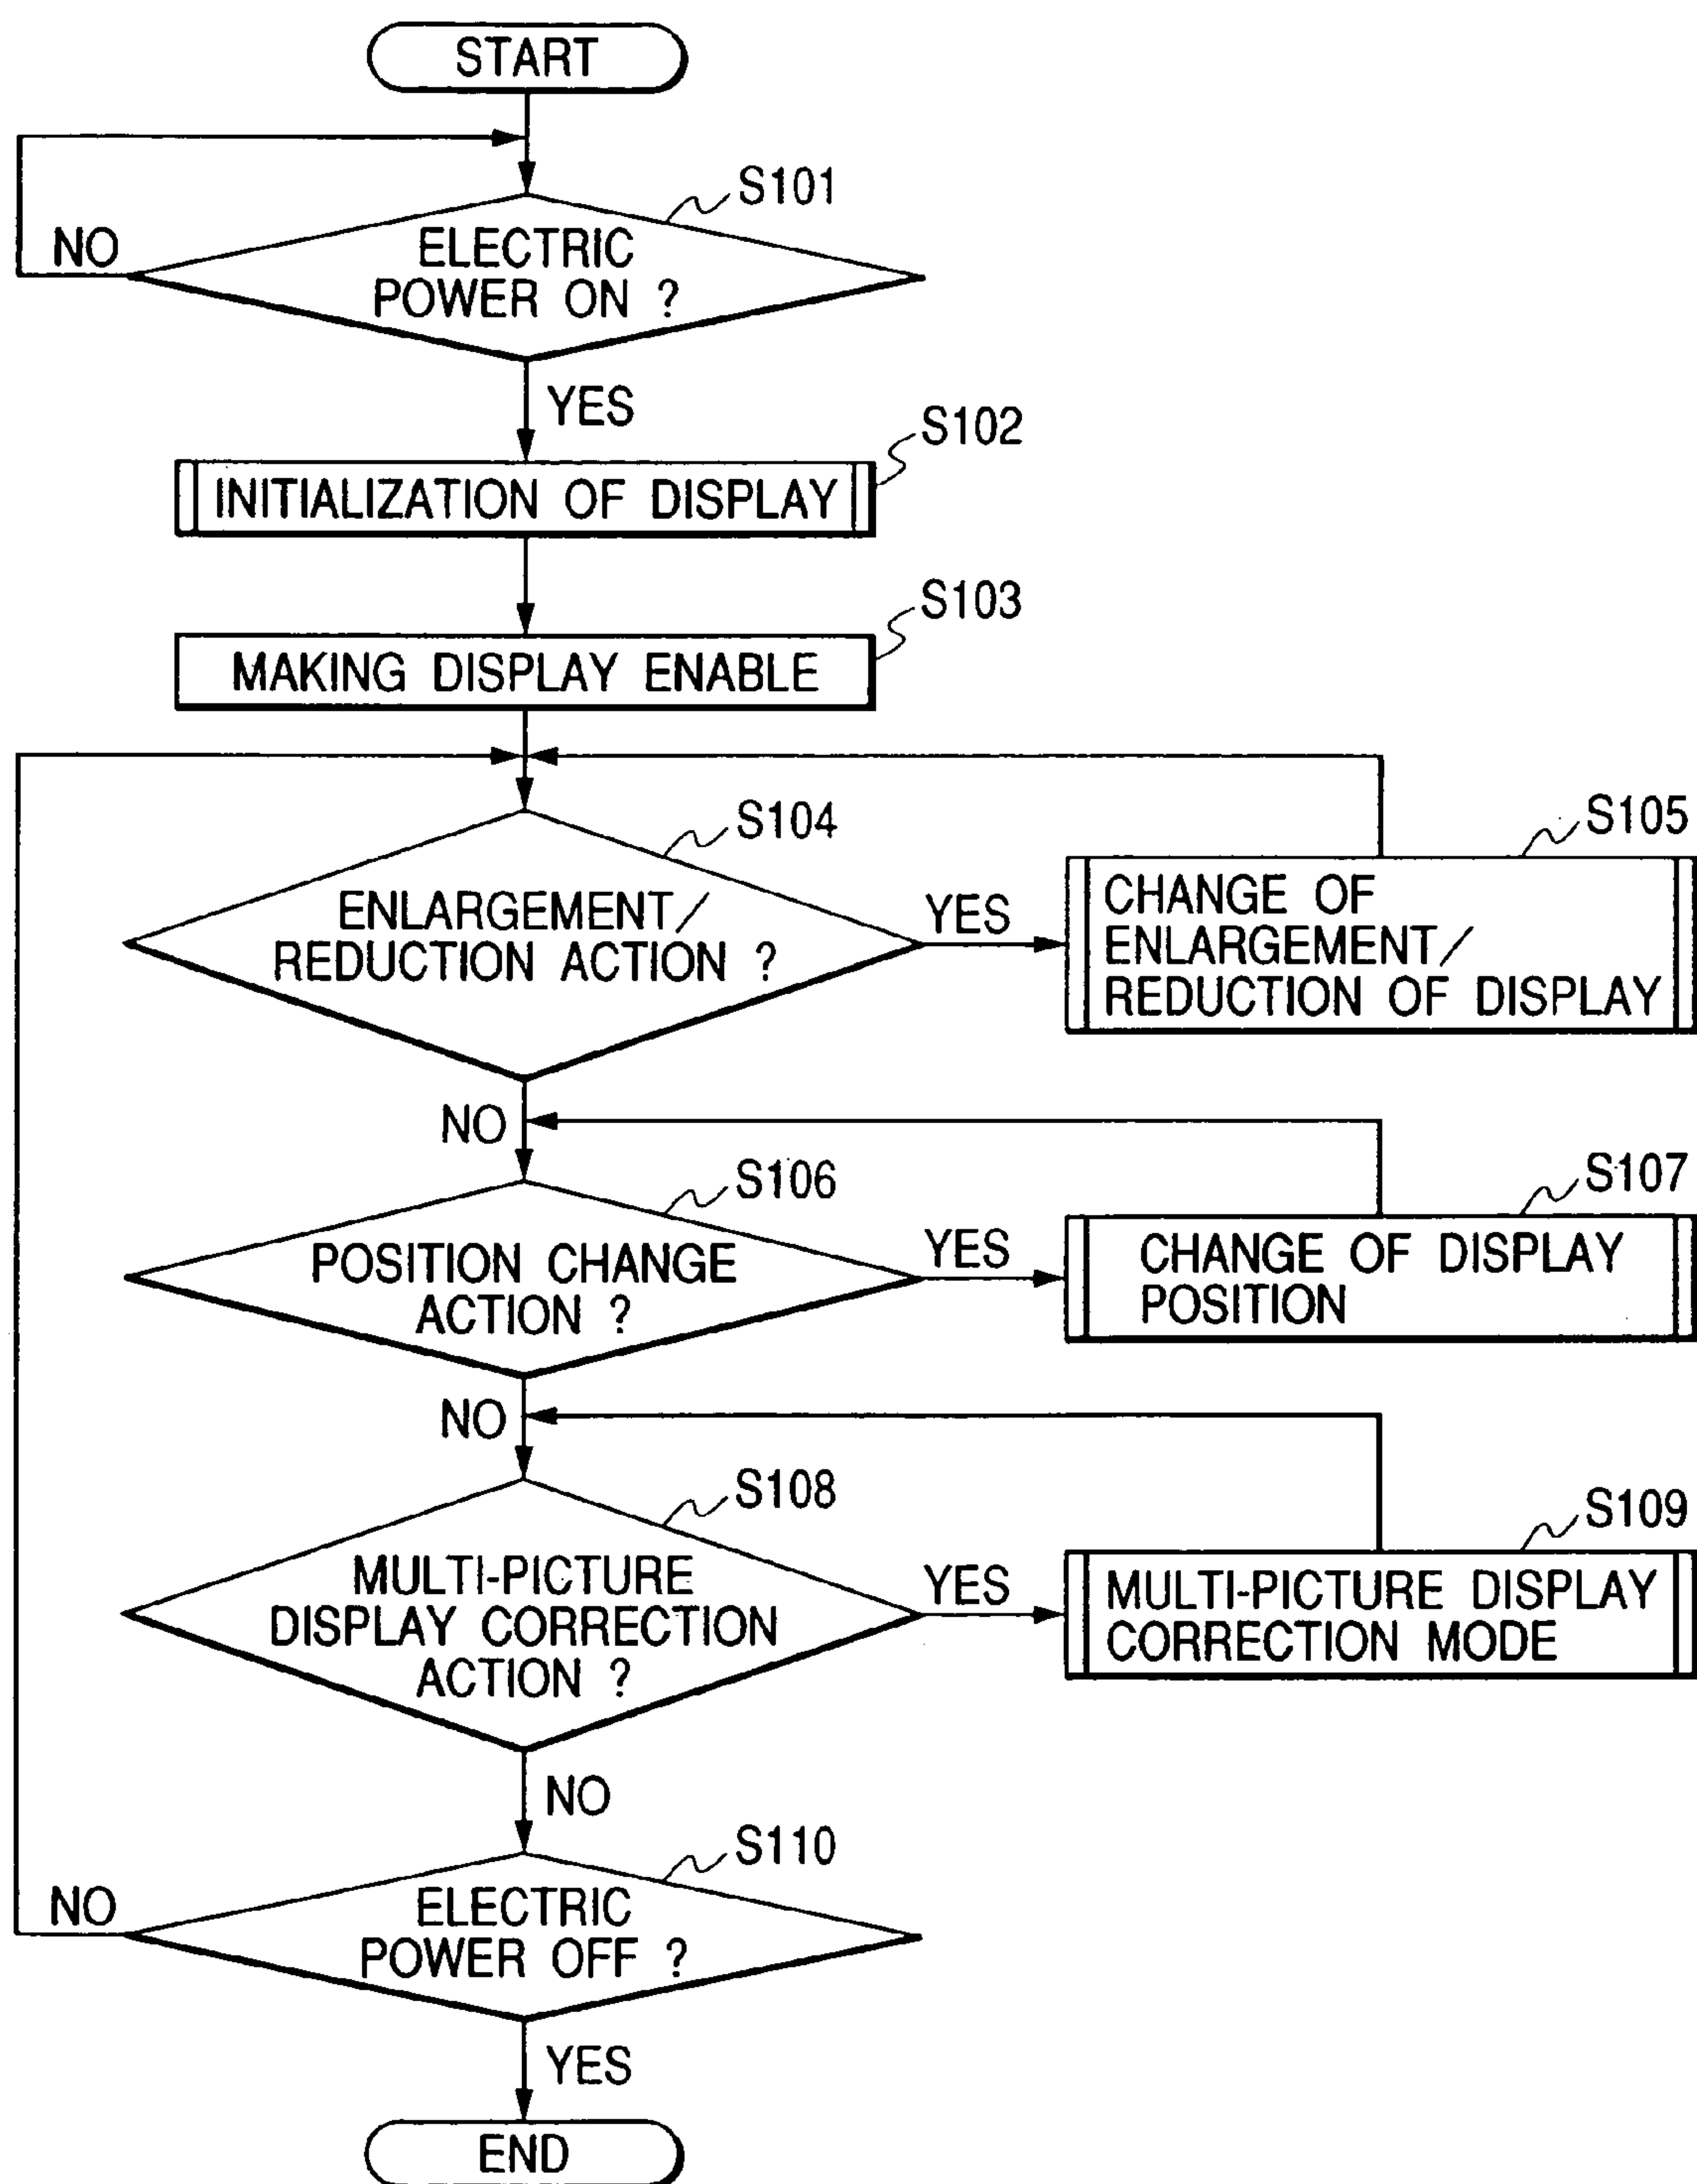 START
S101
NO
ELECTRIC
POWER ON ?
YES
S102
INITIALIZATION OF DISPLAY
S103
MAKING DISPLAY ENABLE
S104
ENLARGEMENT/
REDUCTION ACTION ?
YES
S105
CHANGE OF
ENLARGEMENT/
REDUCTION OF DISPLAY
NO
S106
POSITION CHANGE
ACTION ?
YES
S107
CHANGE OF DISPLAY
POSITION
NO
S108
MULTI-PICTURE
DISPLAY CORRECTION
ACTION ?
YES
S109
MULTI-PICTURE DISPLAY
CORRECTION MODE
NO
S110
NO
ELECTRIC
POWER OFF ?
YES
END